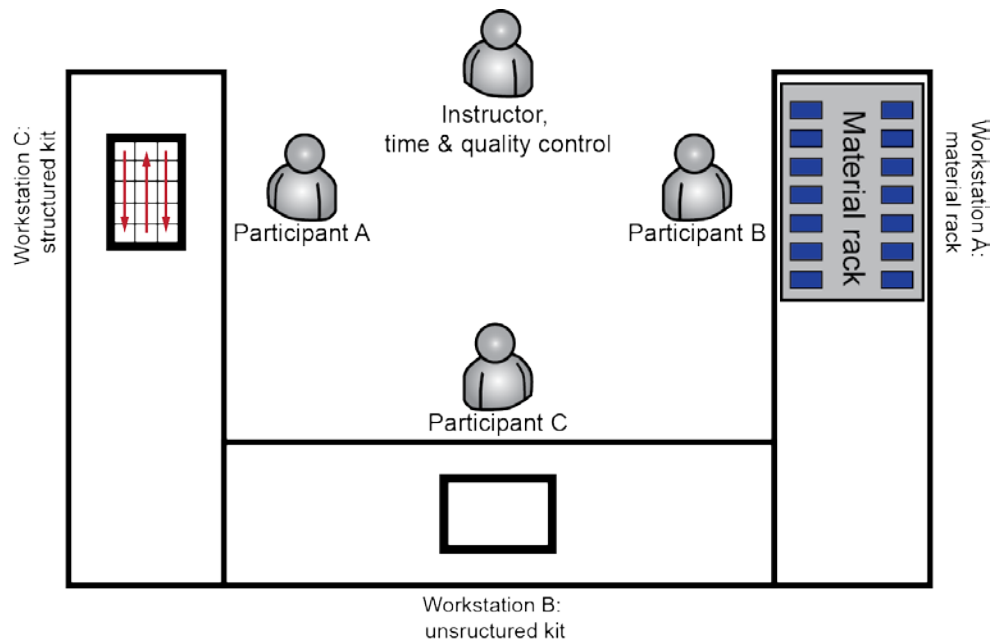 Instructor,
time & quality control
Workstation C:
structured kit
Participant A
Participant B
Material rack
Workstation A:
material rack
Participant C
Workstation B:
unsructured kit